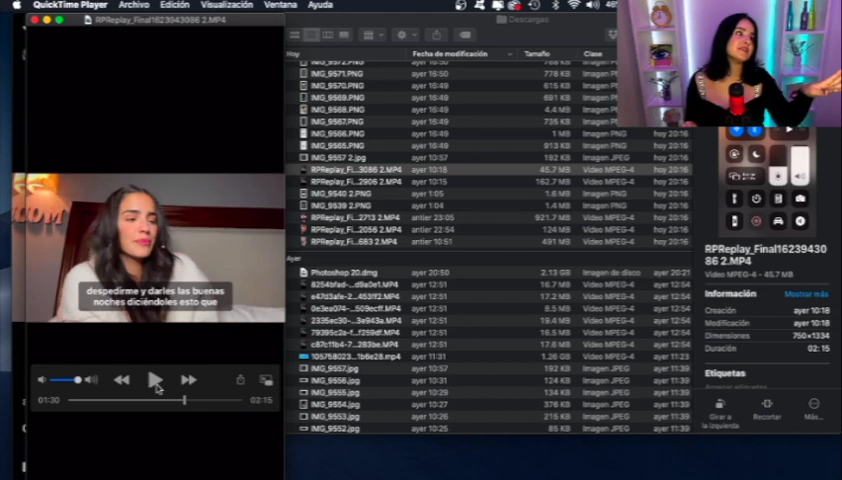 QuickTime Player Archivo Edición Visualización Ventana Ayuda
RPReplay_Final1623943086 2.MP4
Descargas
Hoy Fecha de modificación Tamaño Clase
IMG_9572.PNG
IMG_9571.PNG ayer 16:50 778 KB Imagen PNG
IMG_9570.PNG ayer 16:50 615 KB Imagen PNG
IMG_9569.PNG ayer 16:50 691 KB Imagen PNG
IMG_9568.PNG ayer 16:49 4.4 MB Imagen PNG
IMG_9567.PNG ayer 16:49 735 KB Imagen PNG
IMG_9566.PNG ayer 16:49 1 MB Imagen PNG hoy 20:16
IMG_9565.PNG ayer 16:49 913 KB Imagen PNG hoy 20:16
IMG_9557 2.jpg ayer 10:57 192 KB Imagen JPEG hoy 20:16
RPReplay_Fi...3086 2.MP4 ayer 10:18 45.7 MB Vídeo MPEG-4 hoy 20:16
RPReplay_Fi...2906 2.MP4 ayer 10:15 162.7 MB Vídeo MPEG-4 hoy 20:16
IMG_9540 2.PNG ayer 1:05 1.6 MB Imagen PNG hoy 20:16
IMG_9539 2.PNG ayer 1:04 1.4 MB Imagen PNG hoy 20:16
RPReplay_Fi...2713 2.MP4 antier 23:05 921.7 MB Vídeo MPEG-4 hoy 20:16
RPReplay_Fi...2056 2.MP4 antier 22:54 124 MB Vídeo MPEG-4 hoy 20:16
RPReplay_Fi...683 2.MP4 antier 10:51 491 MB Vídeo MPEG-4 hoy 20:16
Ayer
Photoshop 20.dmg ayer 20:50 2.13 GB Imagen de disco ayer 20:21
ayer 12:51 16.7 MB Vídeo MPEG-4 ayer 12:54
ayer 12:51 17.2 MB Vídeo MPEG-4 ayer 12:54
ayer 12:51 8.5 MB Vídeo MPEG-4 ayer 12:54
ayer 12:51 19.4 MB Vídeo MPEG-4 ayer 12:54
ayer 12:51 16.5 MB Vídeo MPEG-4 ayer 12:54
ayer 12:51 17.6 MB Vídeo MPEG-4 ayer 12:54
ayer 11:31 1.26 GB Vídeo MPEG-4 ayer 11:23
IMG_9557.jpg ayer 10:57 192 KB Imagen JPEG ayer 11:39
IMG_9556.jpg ayer 10:31 124 KB Imagen JPEG ayer 11:39
IMG_9555.jpg ayer 10:29 134 KB Imagen JPEG ayer 11:39
IMG_9554.jpg ayer 10:27 376 KB Imagen JPEG ayer 11:39
IMG_9553.jpg ayer 10:26 215 KB Imagen JPEG ayer 11:39
IMG_9552.jpg ayer 10:25 85 KB Imagen JPEG ayer 11:39
COM
despedirme y darles las buenas
noches diciéndoles esto que
01:30 02:15
RPReplay_Final16239430
86 2.MP4
Vídeo MPEG-4 - 45.7 MB
Información Mostrar más
Creación ayer 10:18
Modificación ayer 10:18
Dimensiones 750×1334
Duración 02:15
Etiquetas
Girar a
la izquierda
Recortar
Más...